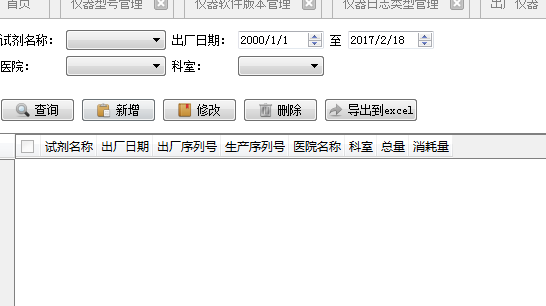 首页 仪器型号管理 仪器软件版本管理 仪器日志类型管理 出厂仪器
试剂名称： 出厂日期： 2000/1/1 至 2017/2/18
医院： 科室：
查询 新增 修改 删除 导出到excel
试剂名称 出厂日期 出厂序列号 生产序列号 医院名称 科室 总量 消耗量